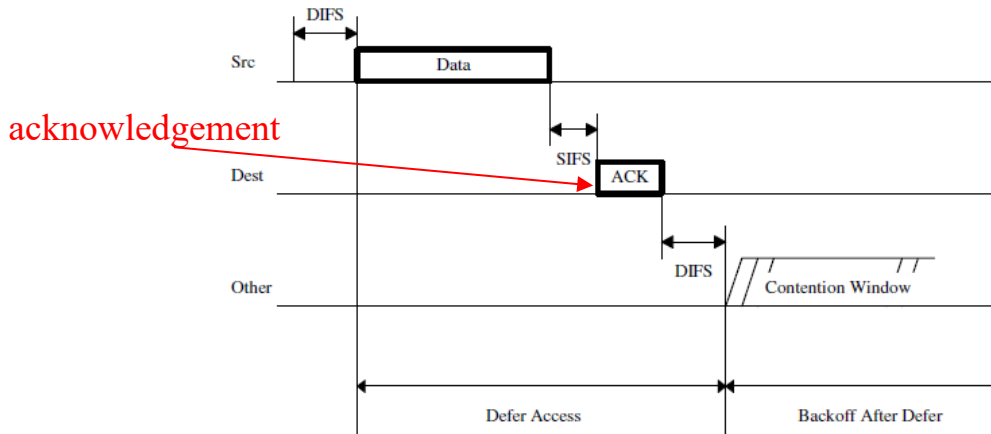 DIFS
Src
Data
acknowledgement
SIFS
Dest
ACK
DIFS
Other
Contention Window
Defer Access
Backoff After Defer